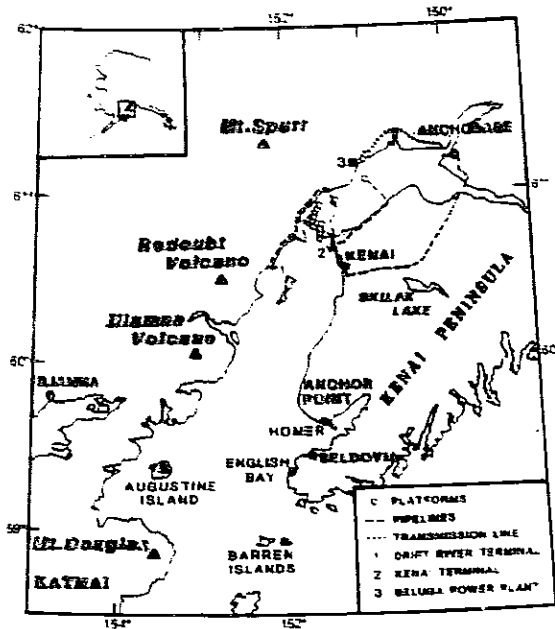 152°
150°
Mt. Spurr
ANCHORAGE
3
61
61
Redoubt
Volcano
2
KENAI
SKILAK
LAKE
Iliamna
Volcano
KENAI PENINSULA
60
60
ILIAMNA
ANCHOR
POINT
HOMER
SELDOVIA
ENGLISH
BAY
AUGUSTINE
ISLAND
59
Mt. Douglas
BARREN
ISLANDS
KATMAI
PLATFORMS
PIPELINES
TRANSMISSION LINE
1 DRIFT RIVER TERMINAL
2 KENAI TERMINAL
3 BELUGA POWER PLANT
154°
152°